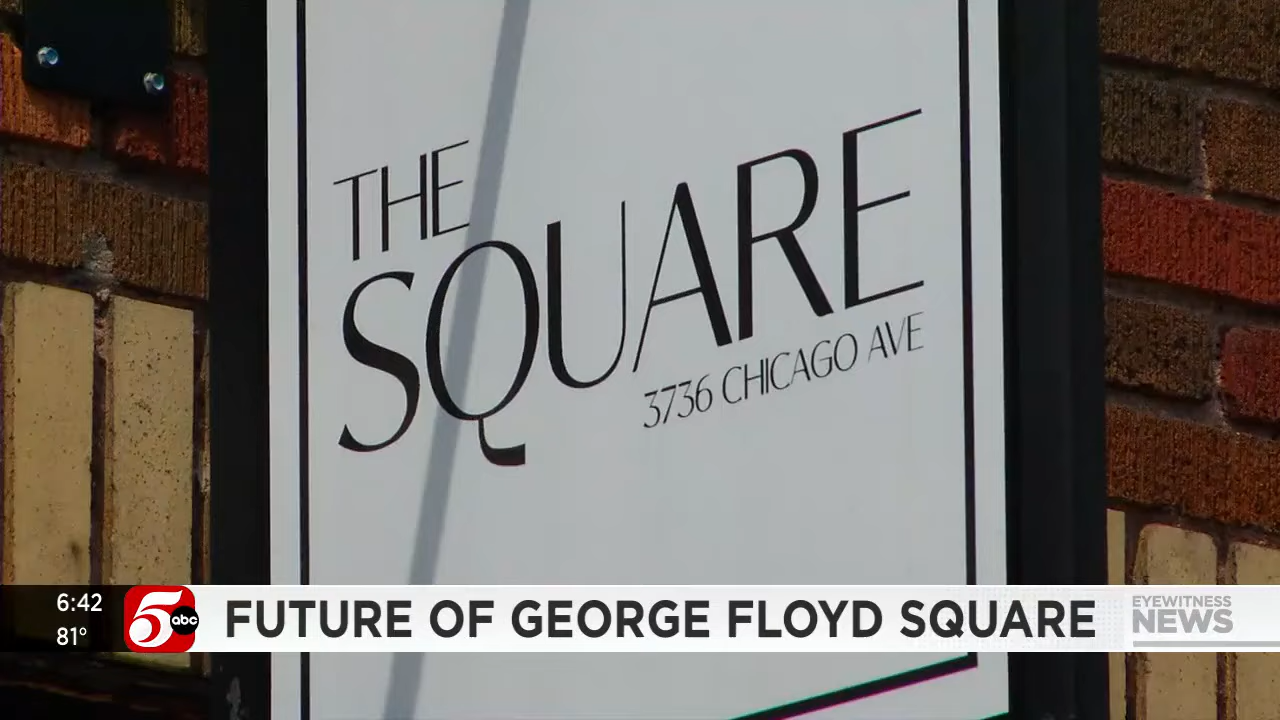 THE
SQUARE
3736 CHICAGO AVE
6:42
81°
5
abc
FUTURE OF GEORGE FLOYD SQUARE
EYEWITNESS
NEWS